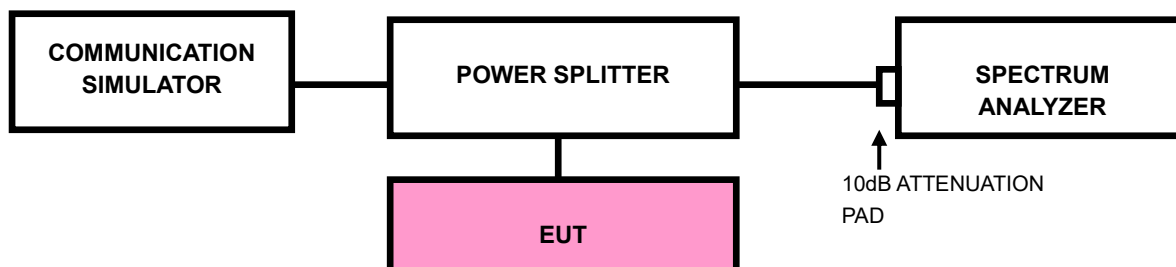 COMMUNICATION
SIMULATOR
POWER SPLITTER
SPECTRUM
ANALYZER
10dB ATTENUATION
PAD
EUT